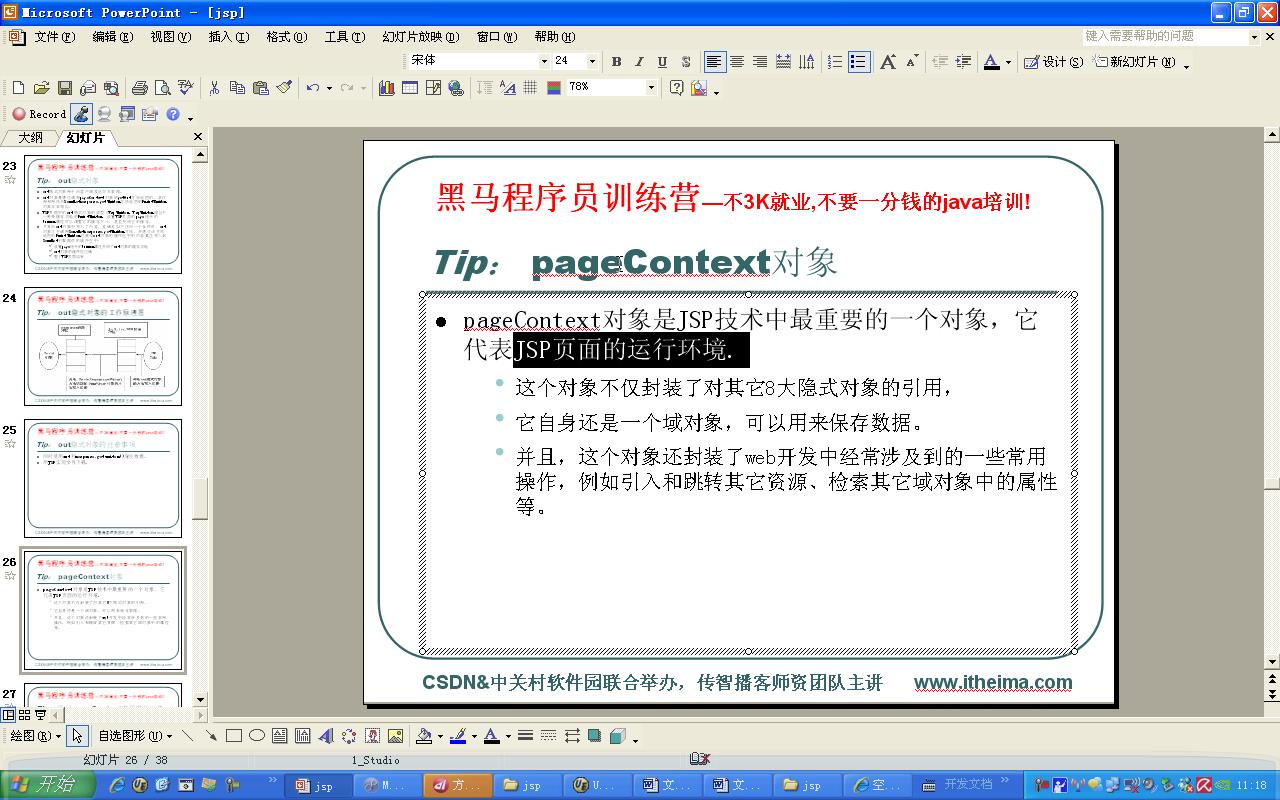 Microsoft PowerPoint - [jsp]
文件(F) 编辑(E) 视图(V) 插入(I) 格式(O) 工具(T) 幻灯片放映(D) 窗口(W) 帮助(H)
键入需要帮助的问题
宋体 24 设计(S) 新幻灯片(N)
78%
Record
大纲 幻灯片
23
24
25
26
27
黑马程序员训练营—不3K就业,不要一分钱的java培训!
Tip: pageContext对象
pageContext对象是JSP技术中最重要的一个对象，它
代表JSP页面的运行环境.
这个对象不仅封装了对其它8大隐式对象的引用，
它自身还是一个域对象，可以用来保存数据。
并且，这个对象还封装了web开发中经常涉及到的一些常用
操作，例如引入和跳转其它资源、检索其它域对象中的属性
等。
CSDN&中关村软件园联合举办，传智播客师资团队主讲 www.itheima.com
绘图(R) 自选图形(U)
幻灯片 26 / 38 1_Studio
开始 jsp M... 方... jsp U... 文... 文... jsp 空... 开发文档 11:18